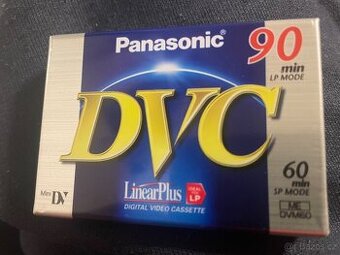 Panasonic
90
min
LP MODE
DVC
60
min
SP MODE
Mini DV
LinearPlus
IDEAL for LP
DIGITAL VIDEO CASSETTE
ME
DVM60